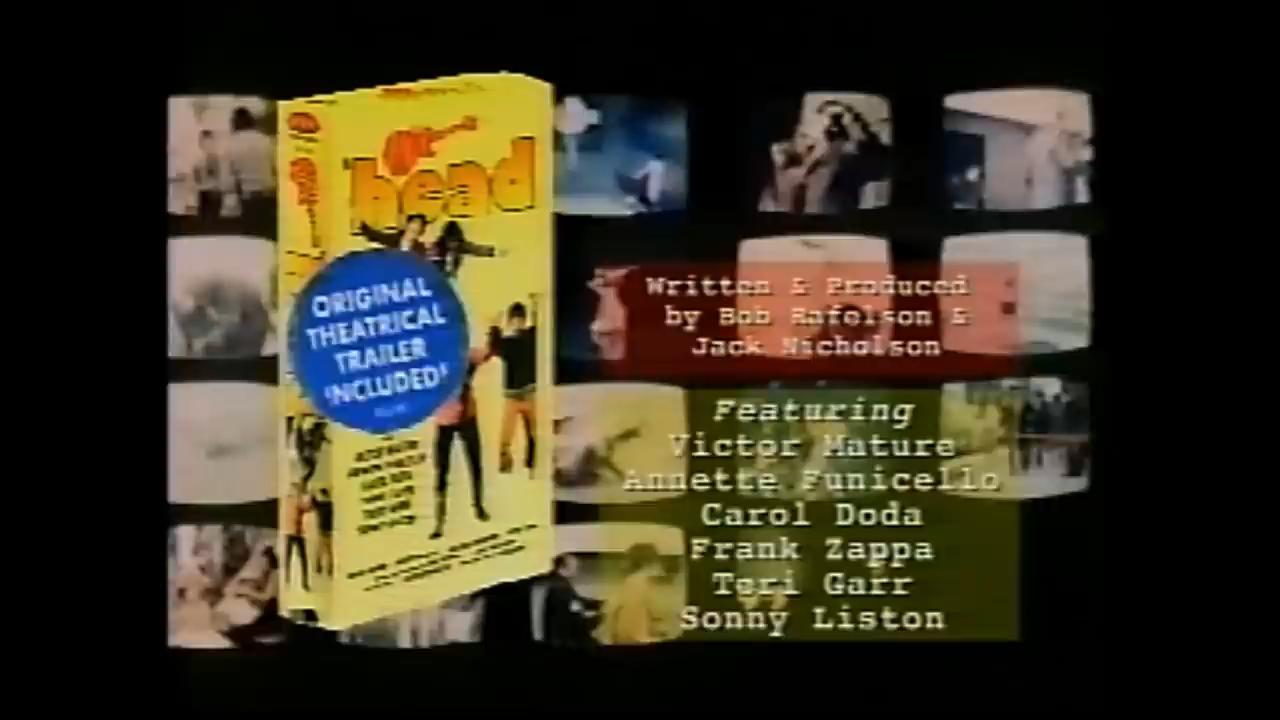 head
ORIGINAL
THEATRICAL
TRAILER
INCLUDED!
Written & Produced
by Bob Rafelson &
Jack Nicholson
Featuring
Victor Mature
Annette Funicello
Carol Doda
Frank Zappa
Teri Garr
Sonny Liston